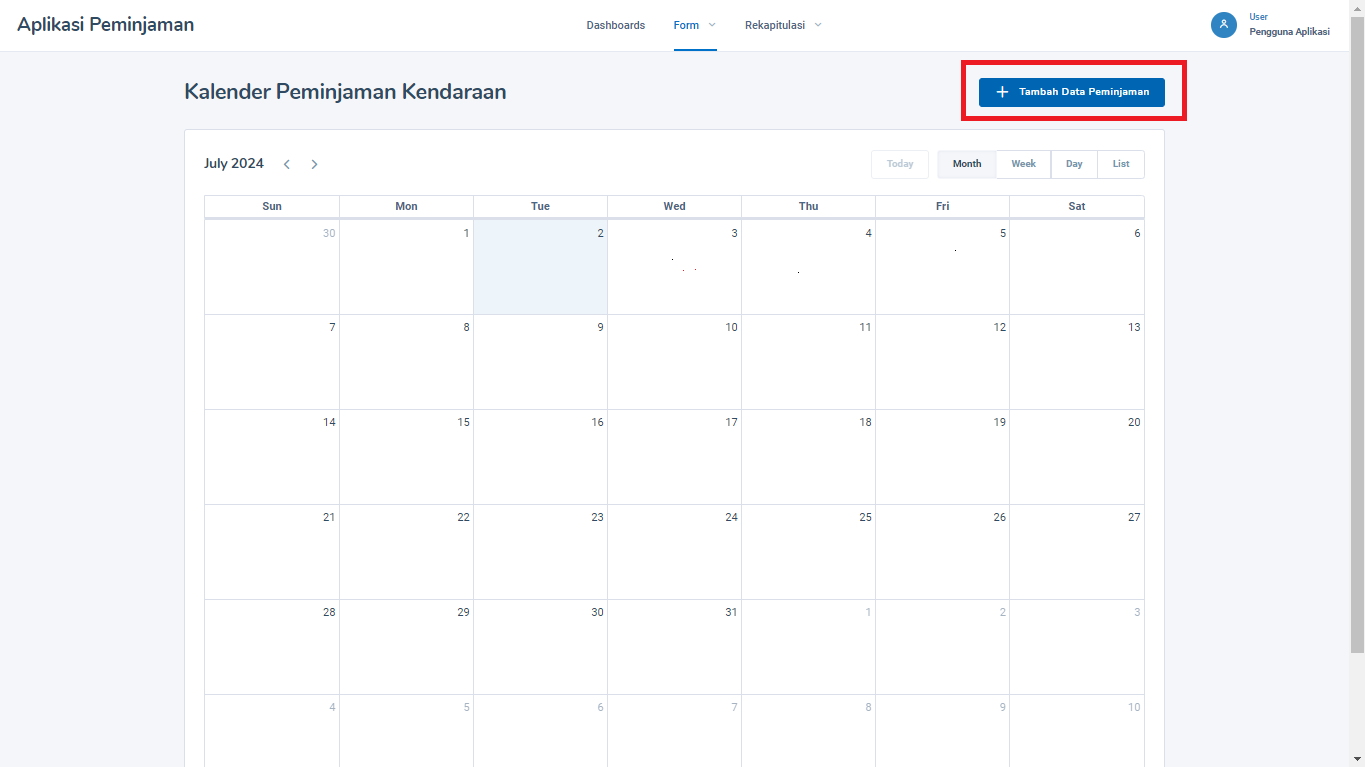 Aplikasi Peminjaman
Dashboards
Form
Rekapitulasi
User
Pengguna Aplikasi
Kalender Peminjaman Kendaraan
Tambah Data Peminjaman
July 2024
Today Month Week Day List
Sun Mon Tue Wed Thu Fri Sat
30 1 2 3 4 5 6
7 8 9 10 11 12 13
14 15 16 17 18 19 20
21 22 23 24 25 26 27
28 29 30 31 1 2 3
4 5 6 7 8 9 10